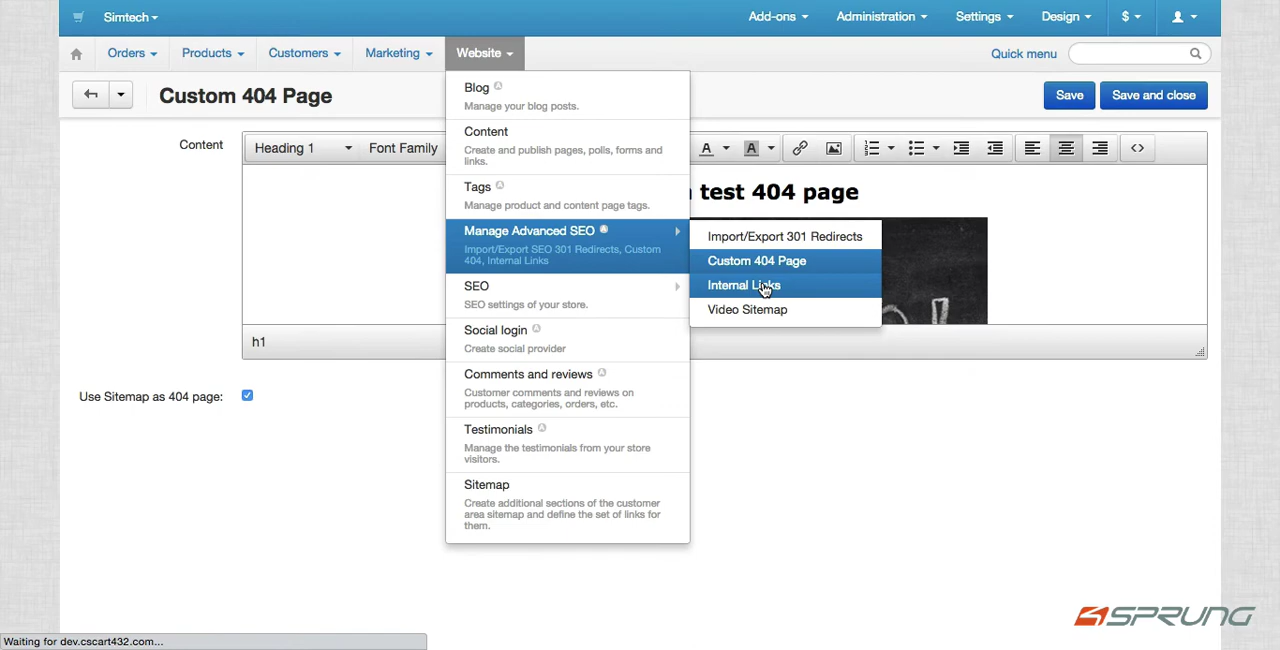 Simtech
Add-ons
Administration
Settings
Design
$
Orders
Products
Customers
Marketing
Website
Quick menu
Custom 404 Page
Save
Save and close
Content
Heading 1
Font Family
A
A
<>
test 404 page
h1
Use Sitemap as 404 page:
Blog
Manage your blog posts.
Content
Create and publish pages, polls, forms and
links.
Tags
Manage product and content page tags.
Manage Advanced SEO
Import/Export SEO 301 Redirects, Custom
404, Internal Links
SEO
SEO settings of your store.
Social login
Create social provider
Comments and reviews
Customer comments and reviews on
products, categories, orders, etc.
Testimonials
Manage the testimonials from your store
visitors.
Sitemap
Create additional sections of the customer
area sitemap and define the set of links for
them.
Import/Export 301 Redirects
Custom 404 Page
Internal Links
Video Sitemap
Waiting for dev.cscart432.com...
SPRUNG